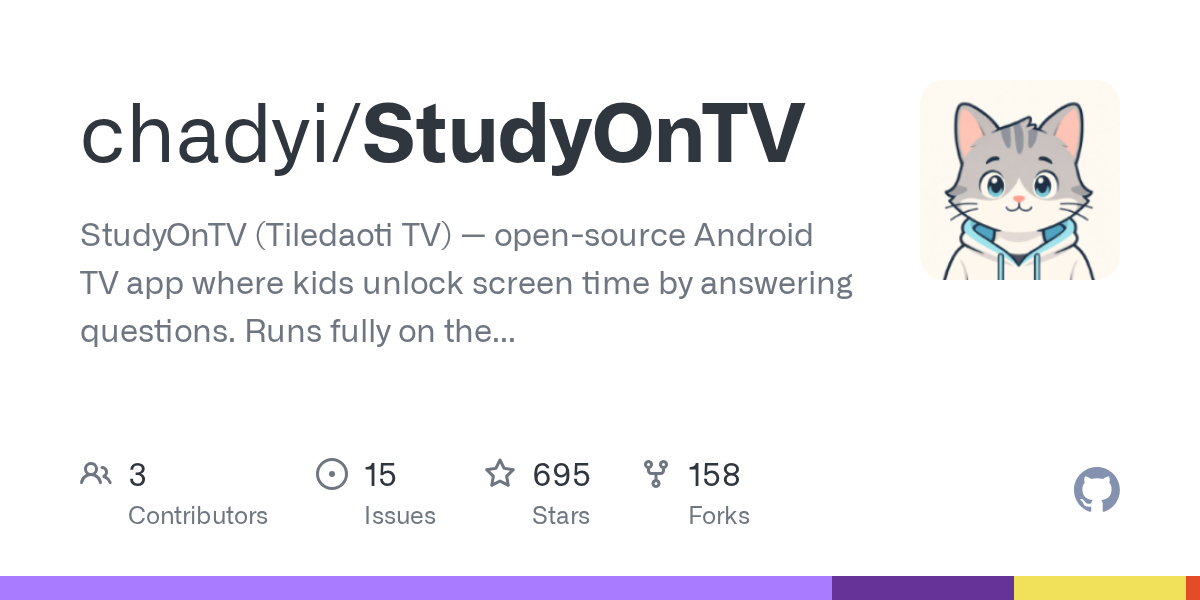 chadyi/StudyOnTV
StudyOnTV (Tiledaoti TV) — open-source Android
TV app where kids unlock screen time by answering
questions. Runs fully on the...
3
Contributors
15
Issues
695
Stars
158
Forks